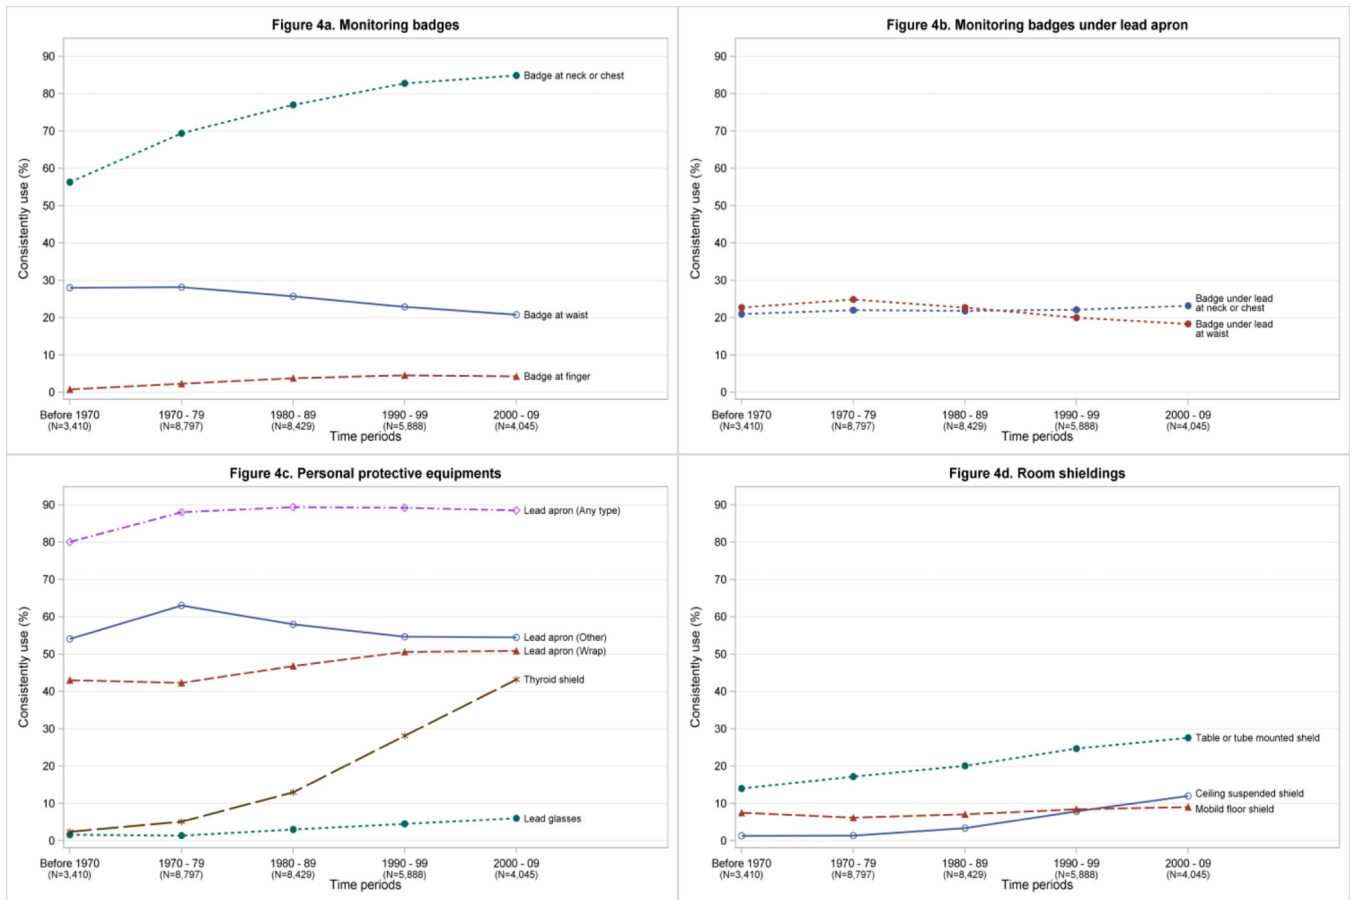 Figure 4a. Monitoring badges
Consistently use (%)
90
80
70
60
50
40
30
20
10
0
Badge at neck or chest
Badge at waist
Badge at finger
Before 1970 1970 - 79 1980 - 89 1990 - 99 2000 - 09
(N=3,410) (N=8,797) (N=8,429) (N=5,888) (N=4,045)
Time periods
Figure 4b. Monitoring badges under lead apron
Consistently use (%)
90
80
70
60
50
40
30
20
10
0
Badge under lead
at neck or chest
Badge under lead
at waist
Before 1970 1970 - 79 1980 - 89 1990 - 99 2000 - 09
(N=3,410) (N=8,797) (N=8,429) (N=5,888) (N=4,045)
Time periods
Figure 4c. Personal protective equipments
Consistently use (%)
90
80
70
60
50
40
30
20
10
0
Lead apron (Any type)
Lead apron (Other)
Lead apron (Wrap)
Thyroid shield
Lead glasses
Before 1970 1970 - 79 1980 - 89 1990 - 99 2000 - 09
(N=3,410) (N=8,797) (N=8,429) (N=5,888) (N=4,045)
Time periods
Figure 4d. Room shieldings
Consistently use (%)
90
80
70
60
50
40
30
20
10
0
Table or tube mounted sheld
Ceiling suspended shield
Mobild floor shield
Before 1970 1970 - 79 1980 - 89 1990 - 99 2000 - 09
(N=3,410) (N=8,797) (N=8,429) (N=5,888) (N=4,045)
Time periods